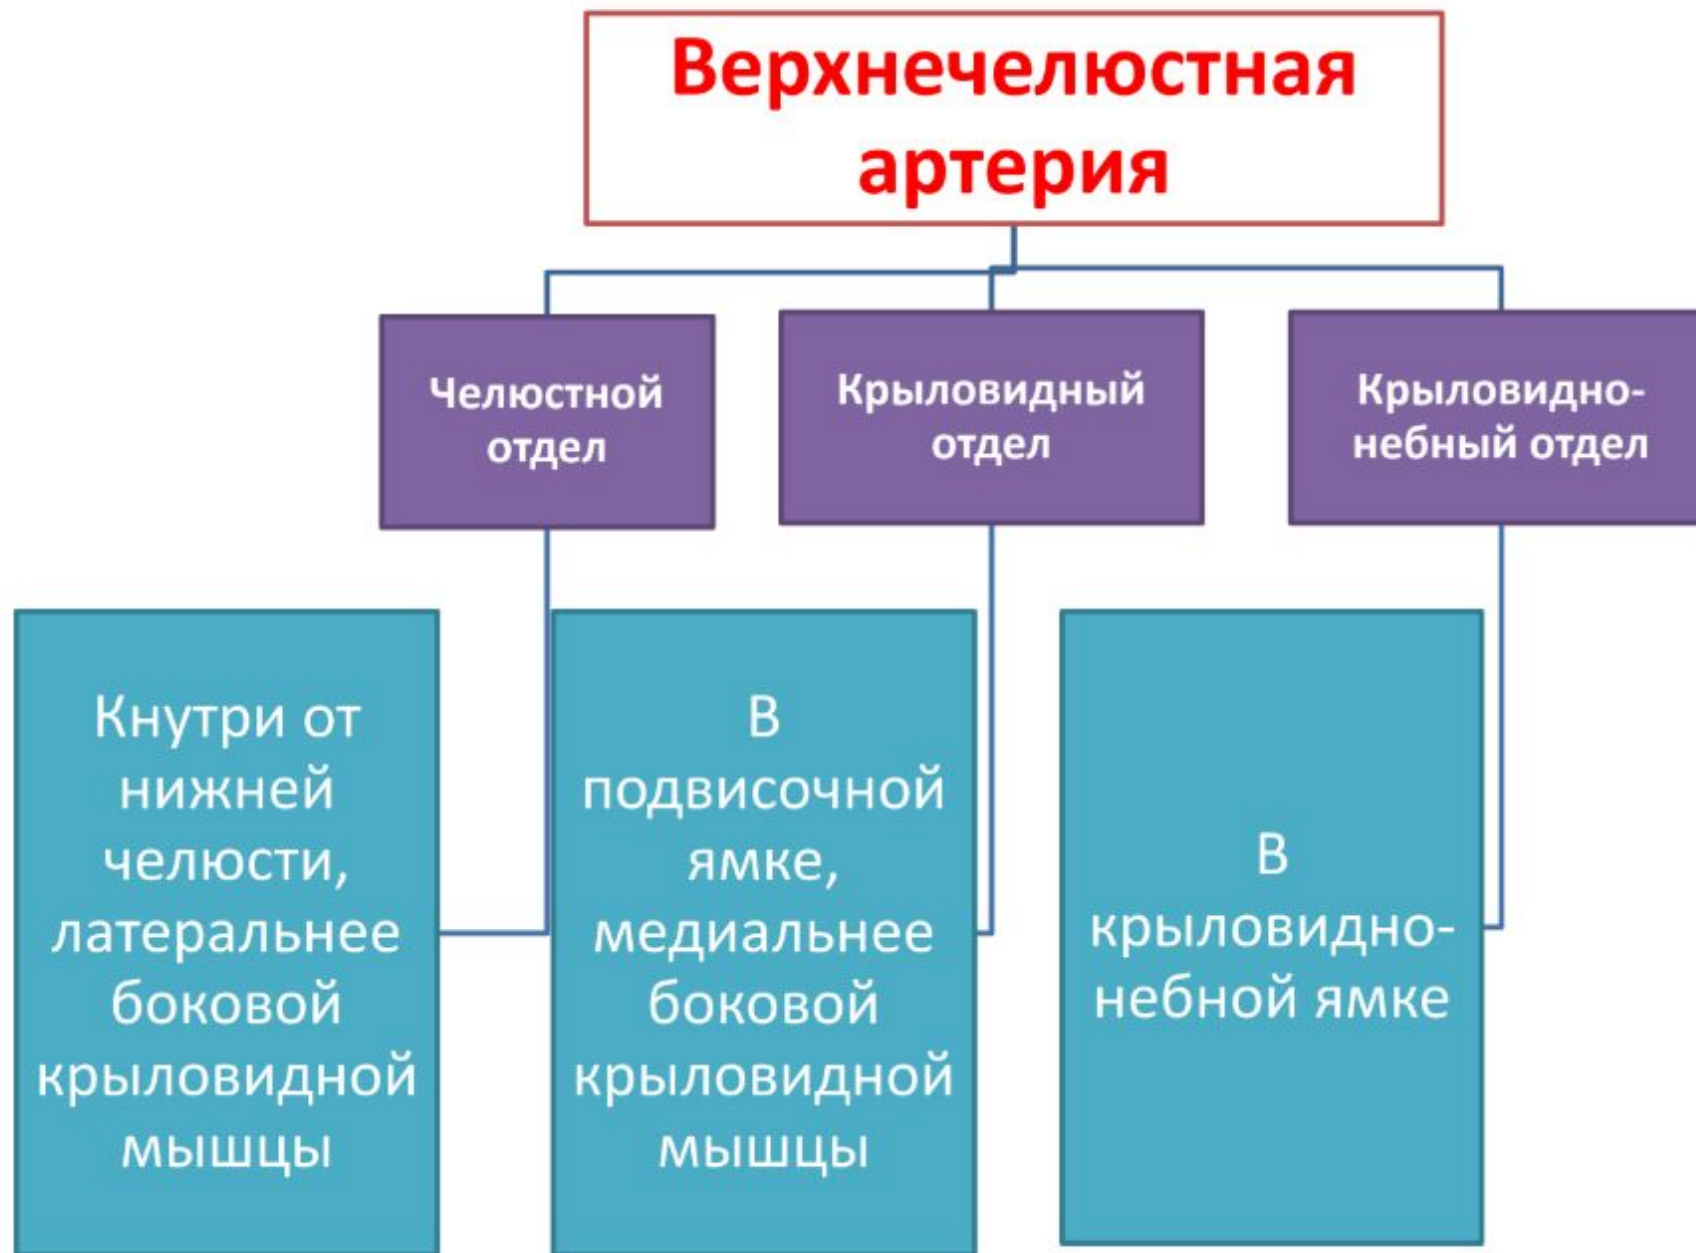 Верхнечелюстная
артерия
Челюстной
отдел
Крыловидный
отдел
Крыловидно-
небный отдел
Кнутри от
нижней
челюсти,
латеральнее
боковой
крыловидной
мышцы
В
подвисочной
ямке,
медиальнее
боковой
крыловидной
мышцы
В
крыловидно-
небной ямке